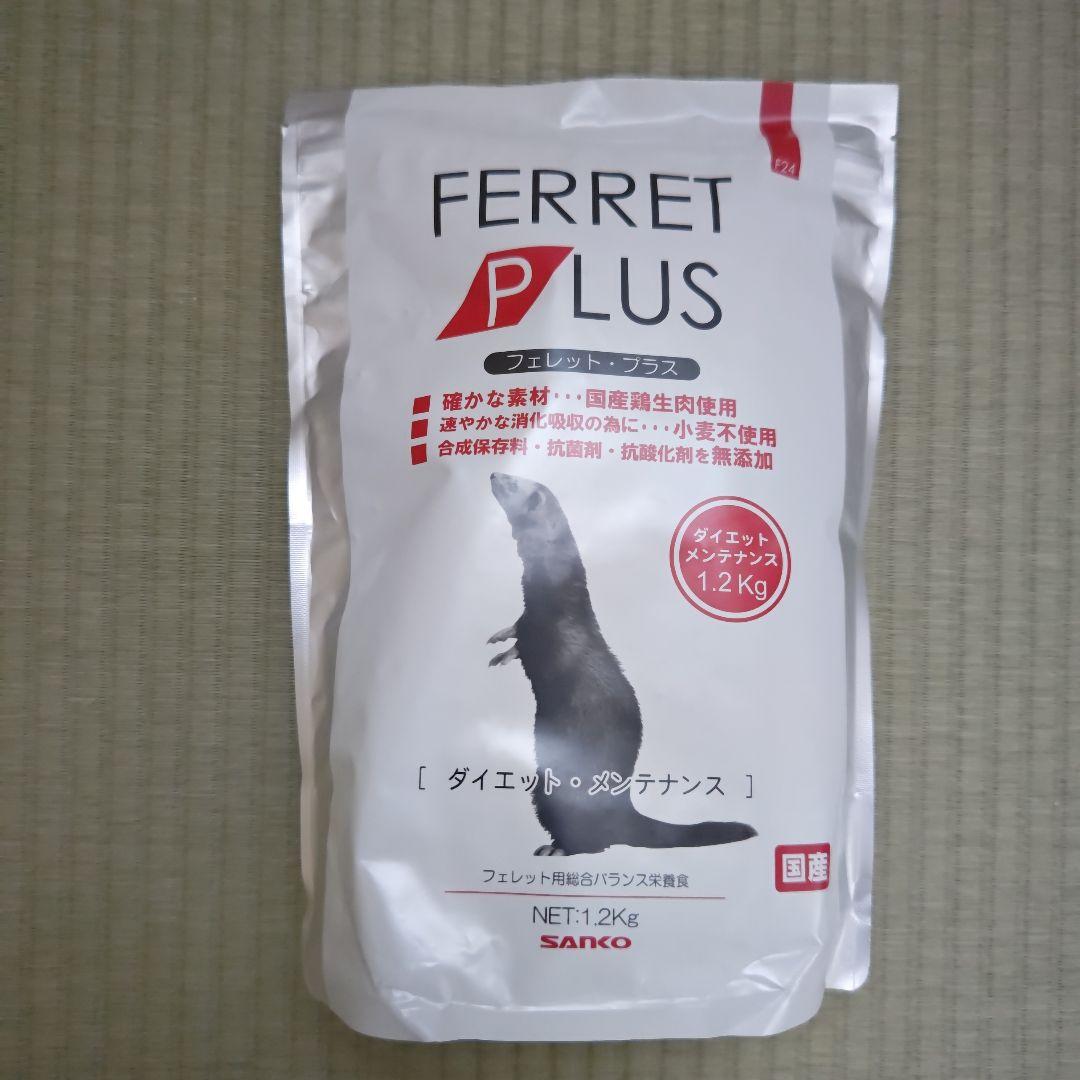 F24
FERRET
PLUS
フェレット・プラス
確かな素材・・・国産鶏生肉使用
速やかな消化吸収の為に・・・小麦不使用
合成保存料・抗菌剤・抗酸化剤を無添加
ダイエット
メンテナンス
1.2Kg
[ ダイエット・メンテナンス ]
国産
フェレット用総合バランス栄養食
NET:1.2Kg
SANKO